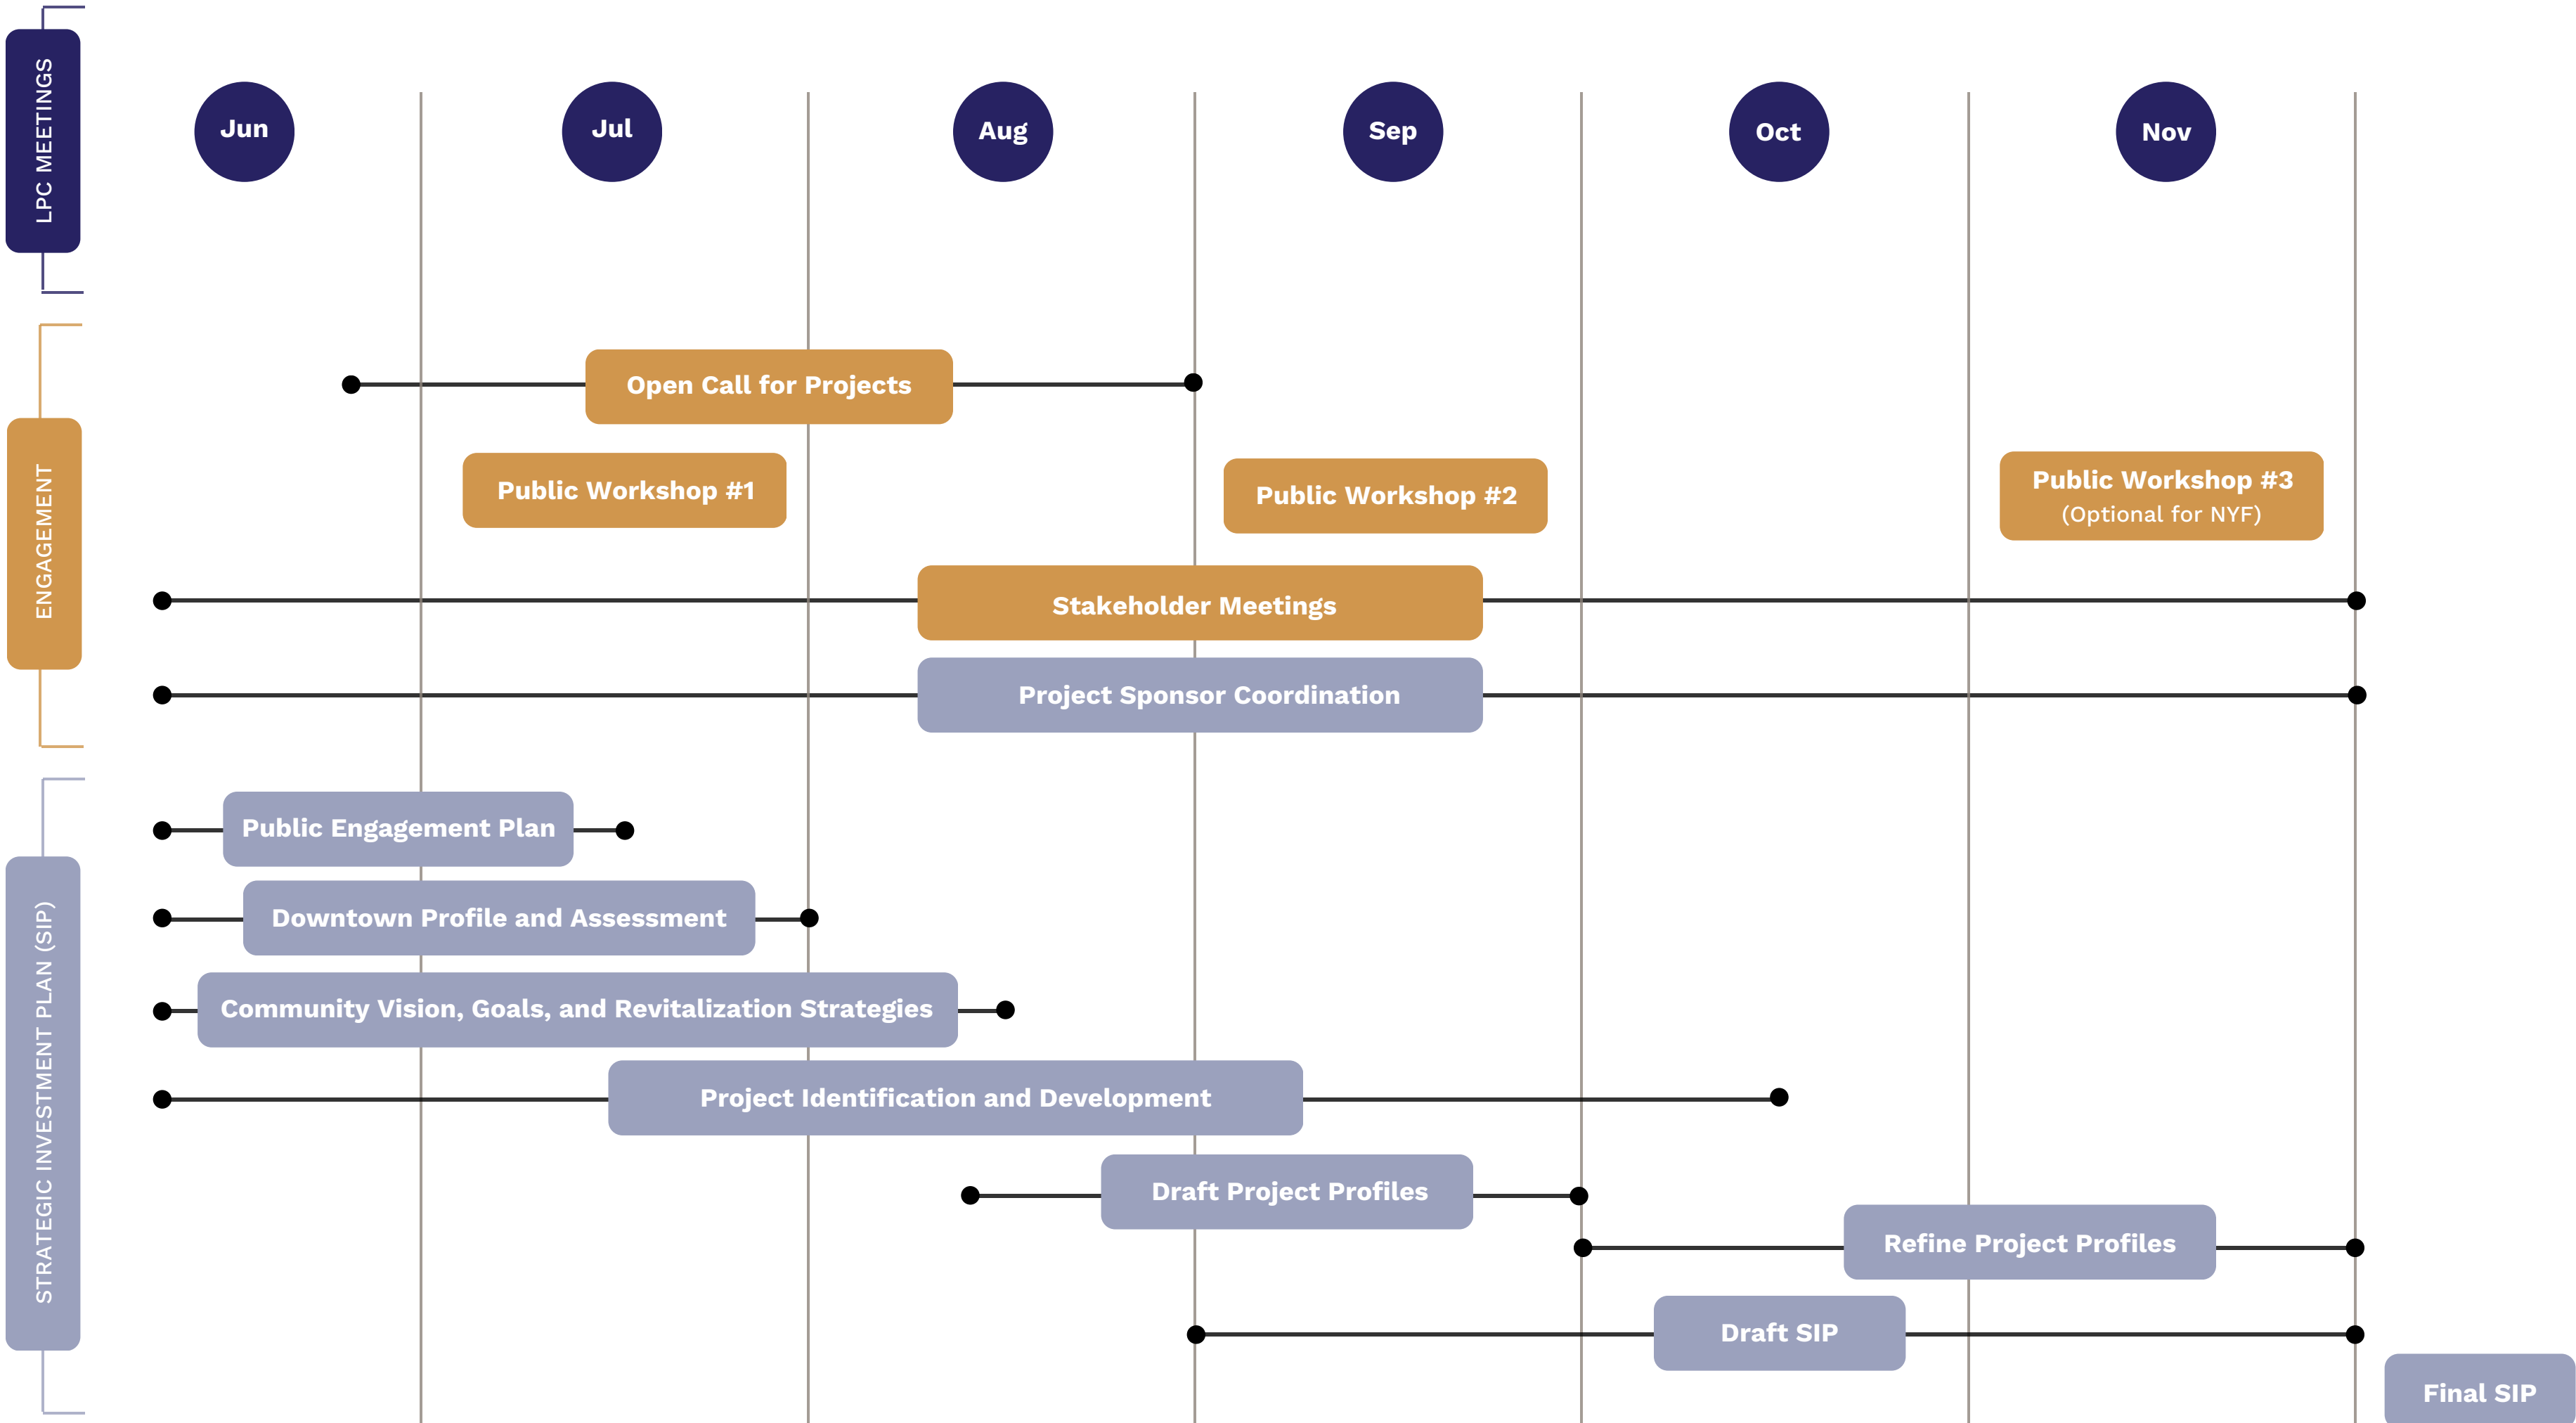 LPC MEETINGS
Jun
Jul
Aug
Sep
Oct
Nov
ENGAGEMENT
Open Call for Projects
Public Workshop #1
Public Workshop #2
Public Workshop #3
(Optional for NYF)
Stakeholder Meetings
Project Sponsor Coordination
STRATEGIC INVESTMENT PLAN (SIP)
Public Engagement Plan
Downtown Profile and Assessment
Community Vision, Goals, and Revitalization Strategies
Project Identification and Development
Draft Project Profiles
Refine Project Profiles
Draft SIP
Final SIP